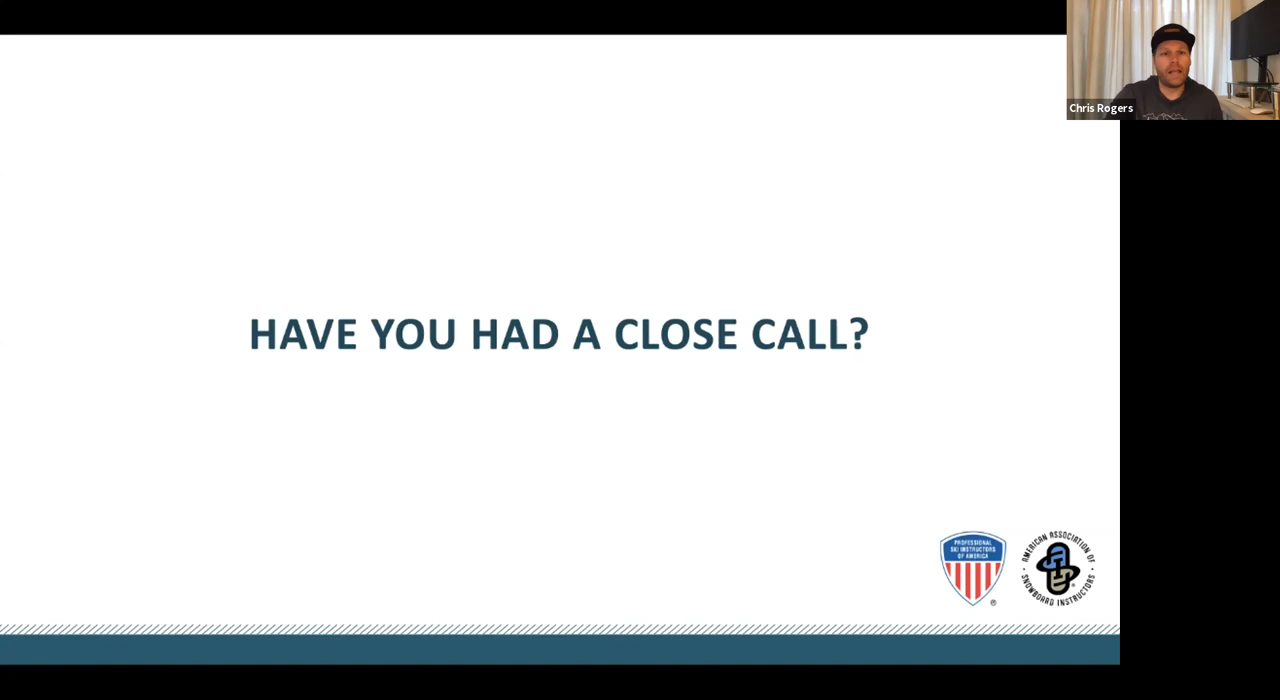 Chris Rogers
HAVE YOU HAD A CLOSE CALL?
PROFESSIONAL
SKI INSTRUCTORS
OF AMERICA
®
AMERICAN ASSOCIATION OF
SNOWBOARD INSTRUCTORS